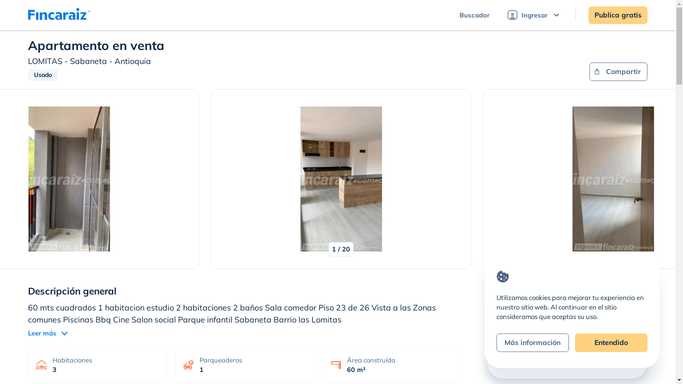 Fincaraiz
Buscador
Ingresar
Publica gratis
Apartamento en venta
LOMITAS - Sabaneta - Antioquia
Usado
Compartir
1 / 20
Descripción general
60 mts cuadrados 1 habitacion estudio 2 habitaciones 2 baños Sala comedor Piso 23 de 26 Vista a las Zonas
comunes Piscinas Bbq Cine Salon social Parque infantil Sabaneta Barrio las Lomitas
Leer más
Habitaciones
3
Parqueaderos
1
Área construida
60 m²
Utilizamos cookies para mejorar tu experiencia en
nuestro sitio web. Al continuar en el sitio
consideramos que aceptas su uso.
Más información
Entendido